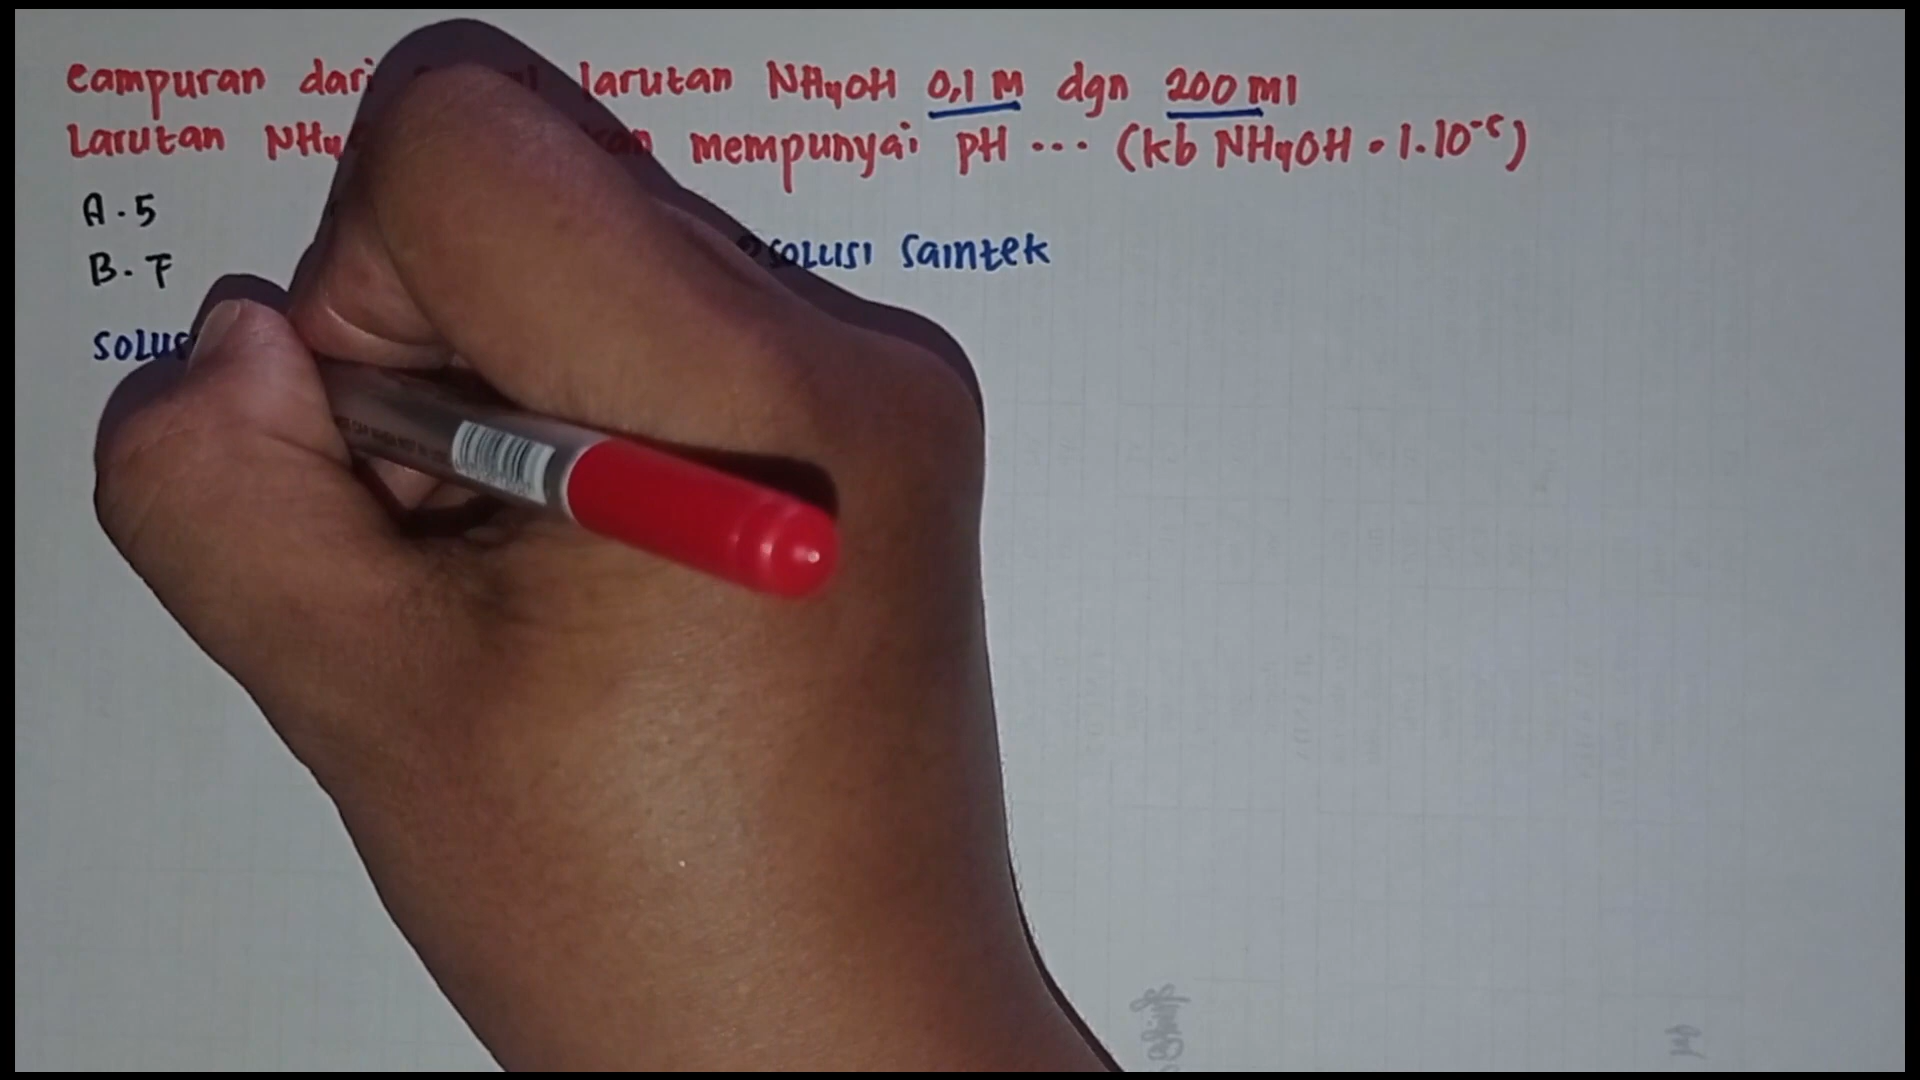 Campuran dari larutan NH4OH 0,1 M dgn 200 ml
Larutan NH4 mempunyai pH ... (kb NH4OH = 1.10-5)
A. 5
B. 7
SOLUSI Saintek
SOLUS